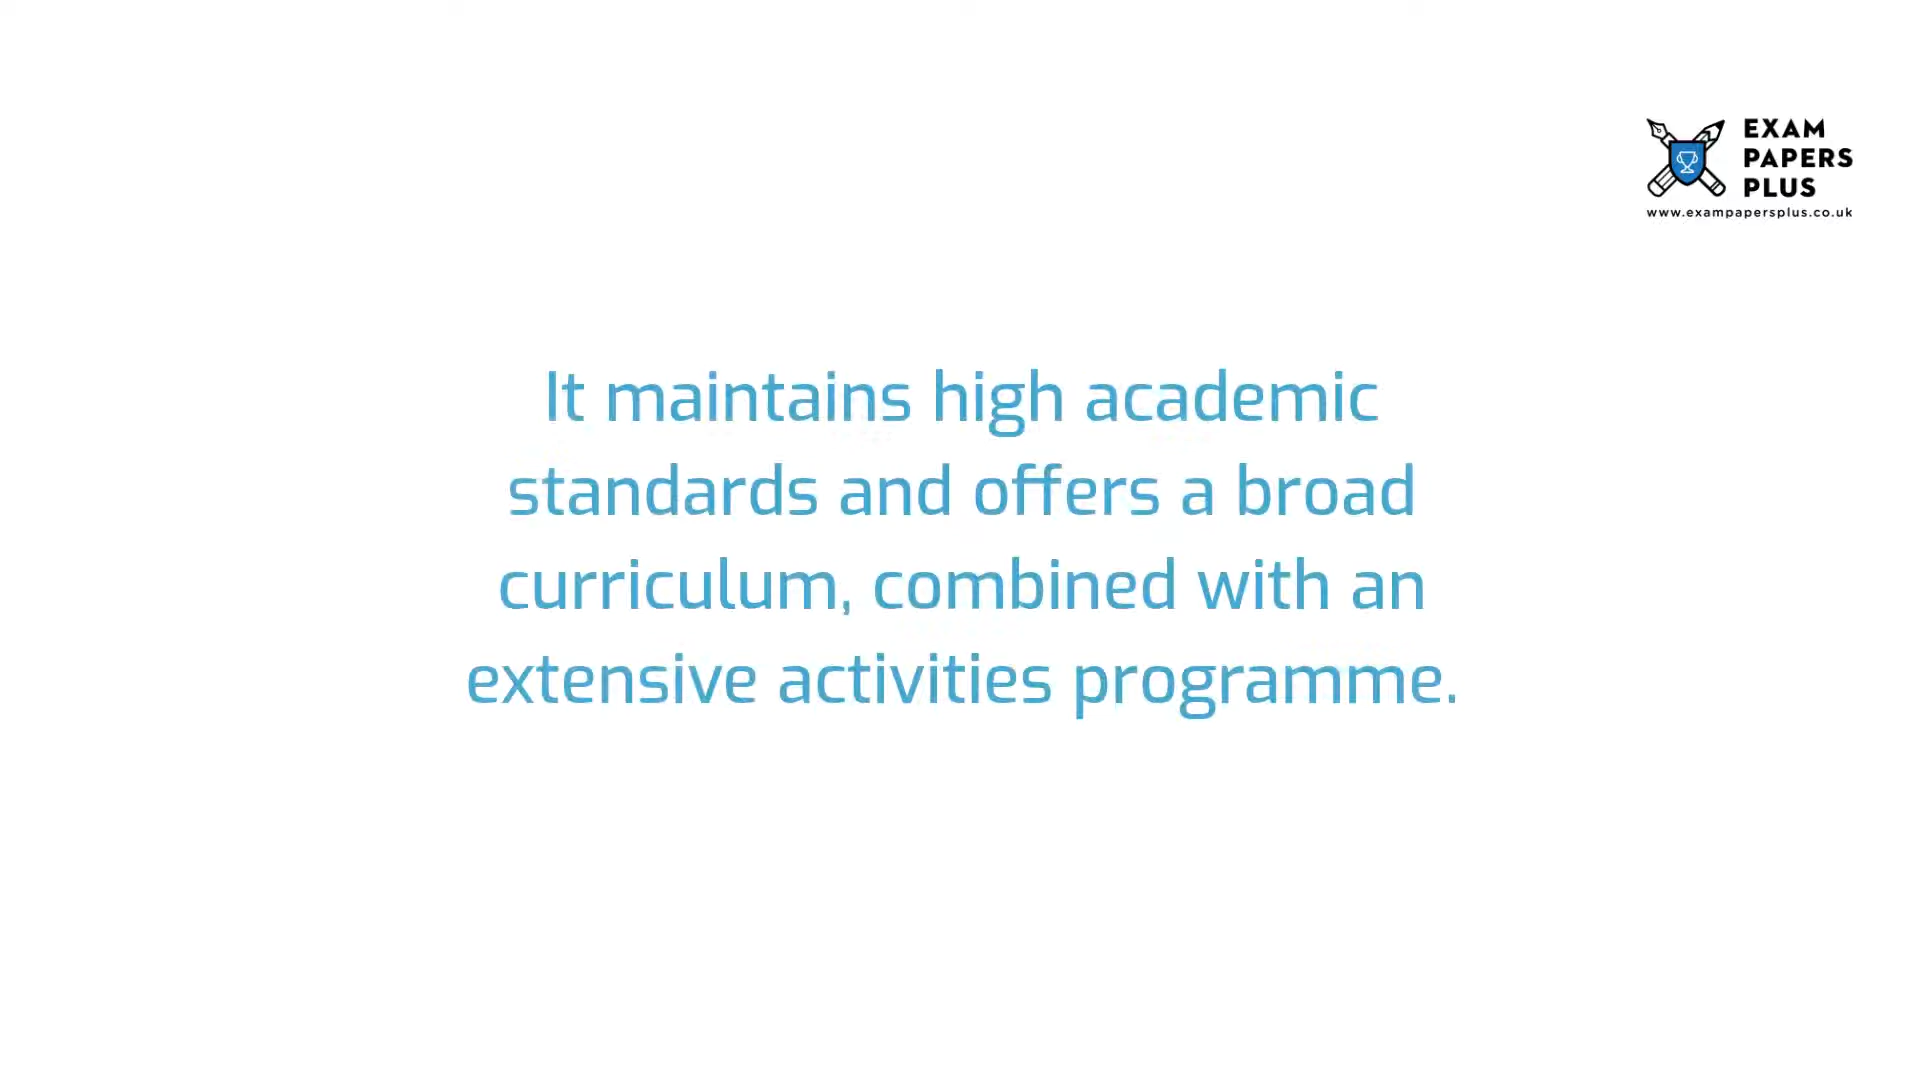 EXAM
PAPERS
PLUS
www.exampapersplus.co.uk
It maintains high academic
standards and offers a broad
curriculum, combined with an
extensive activities programme.